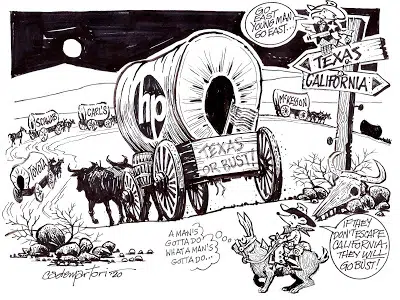 GO
EAST,
YOUNG MAN,
GO EAST...
TEXAS
CALIFORNIA
SCHWAB
CARL'S
McKESSON
hp
TEXAS
OR BUST!
A MAN'S
GOTTA DO
WHAT A MAN'S
GOTTA DO...
IF THEY
DON'T ESCAPE
CALIFORNIA,
THEY WILL
GO BUST!